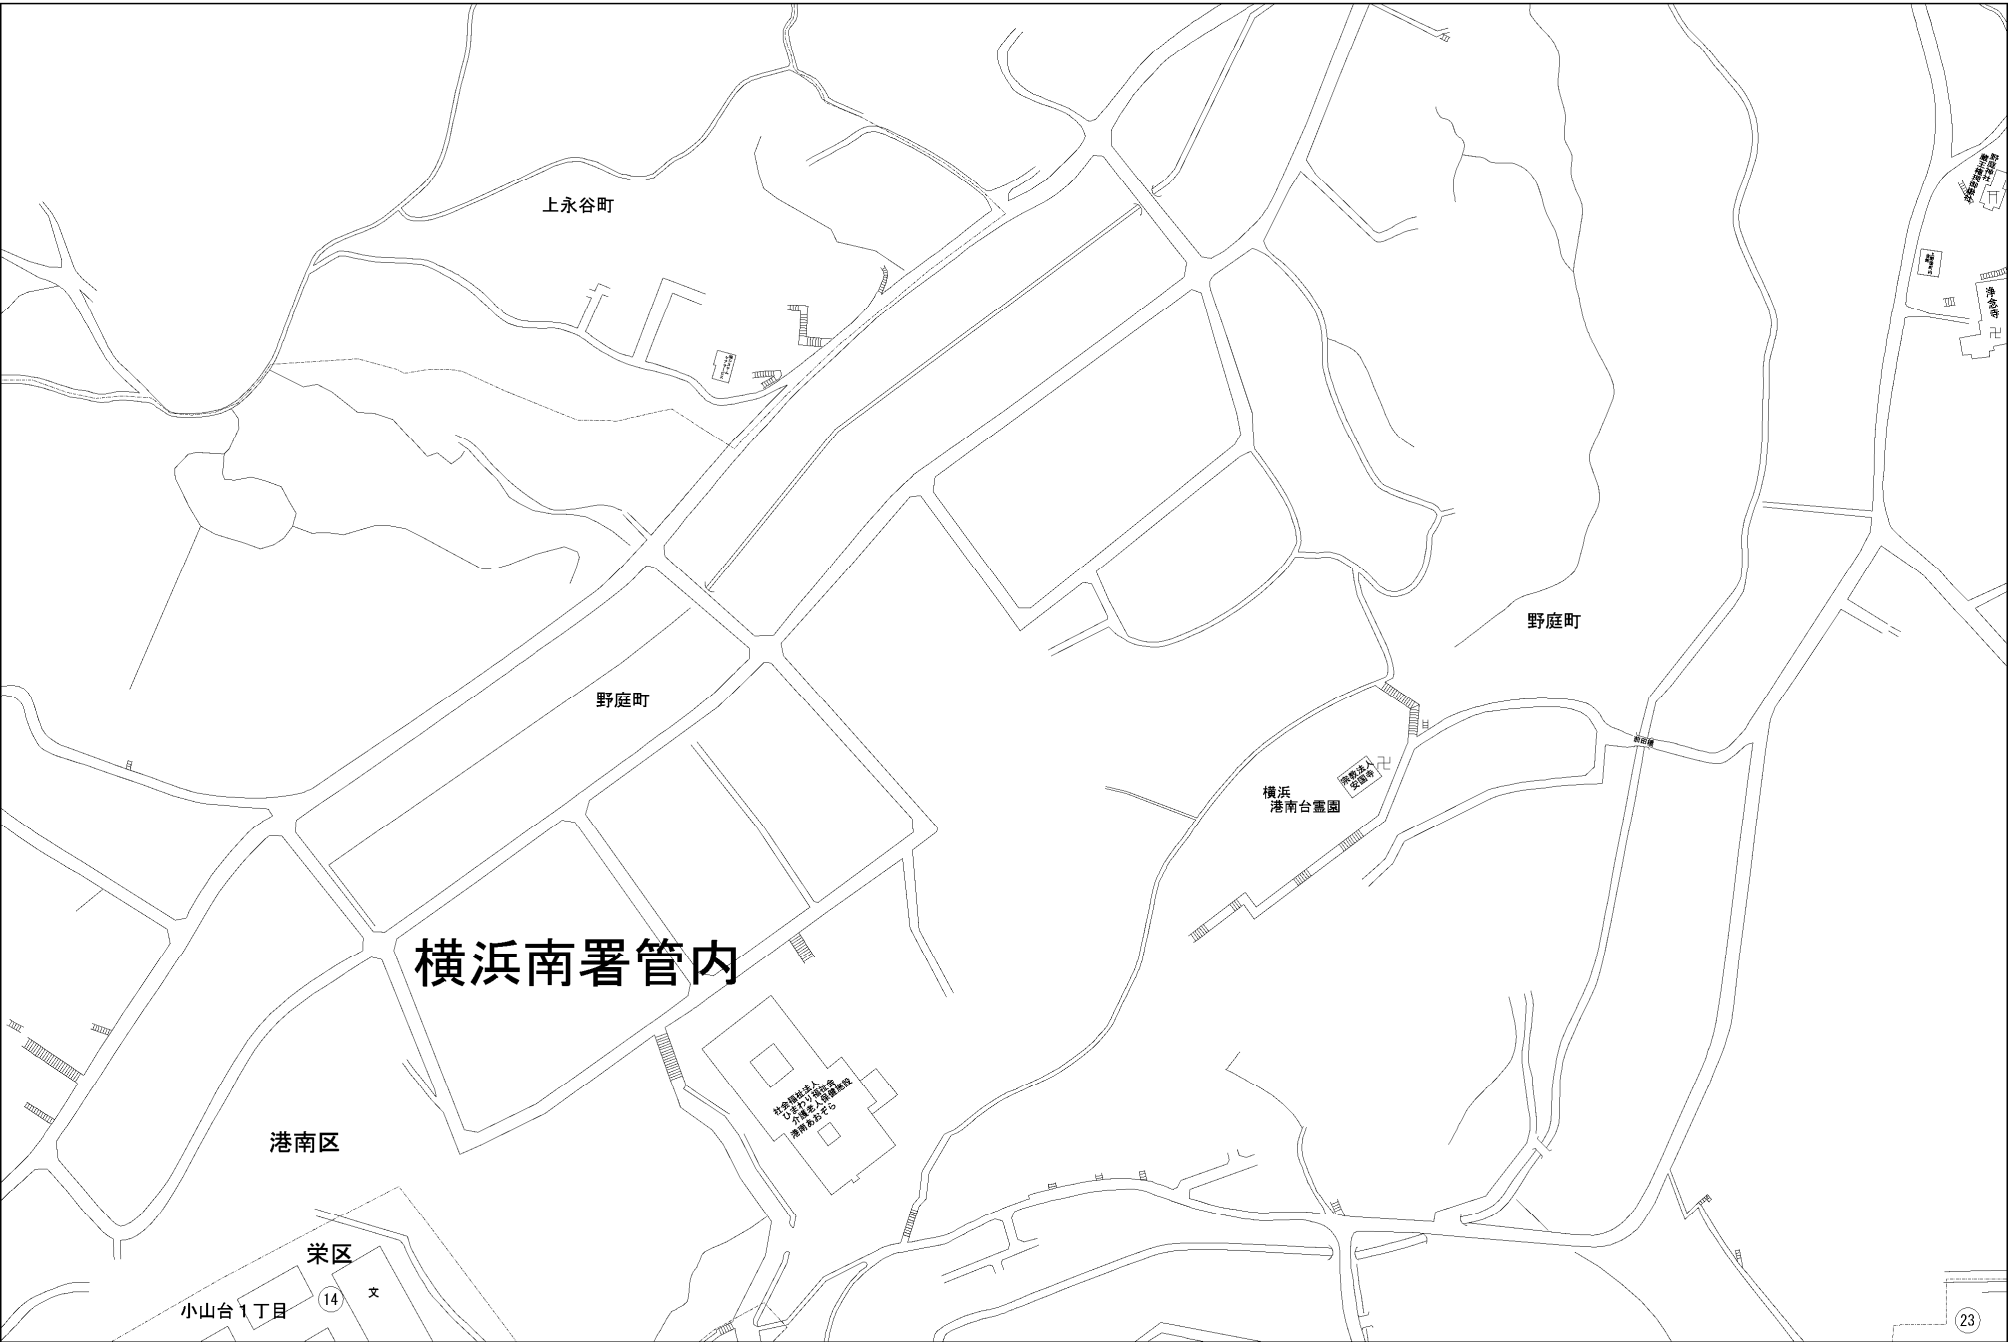 上永谷町
浄念寺
野庭町
野庭町
宗教法人
安国寺
横浜
港南台霊園
横浜南署管内
社会福祉法人
ひまわり福祉会
介護老人保健施設
港南あおぞら
港南区
栄区
14
文
小山台1丁目
23